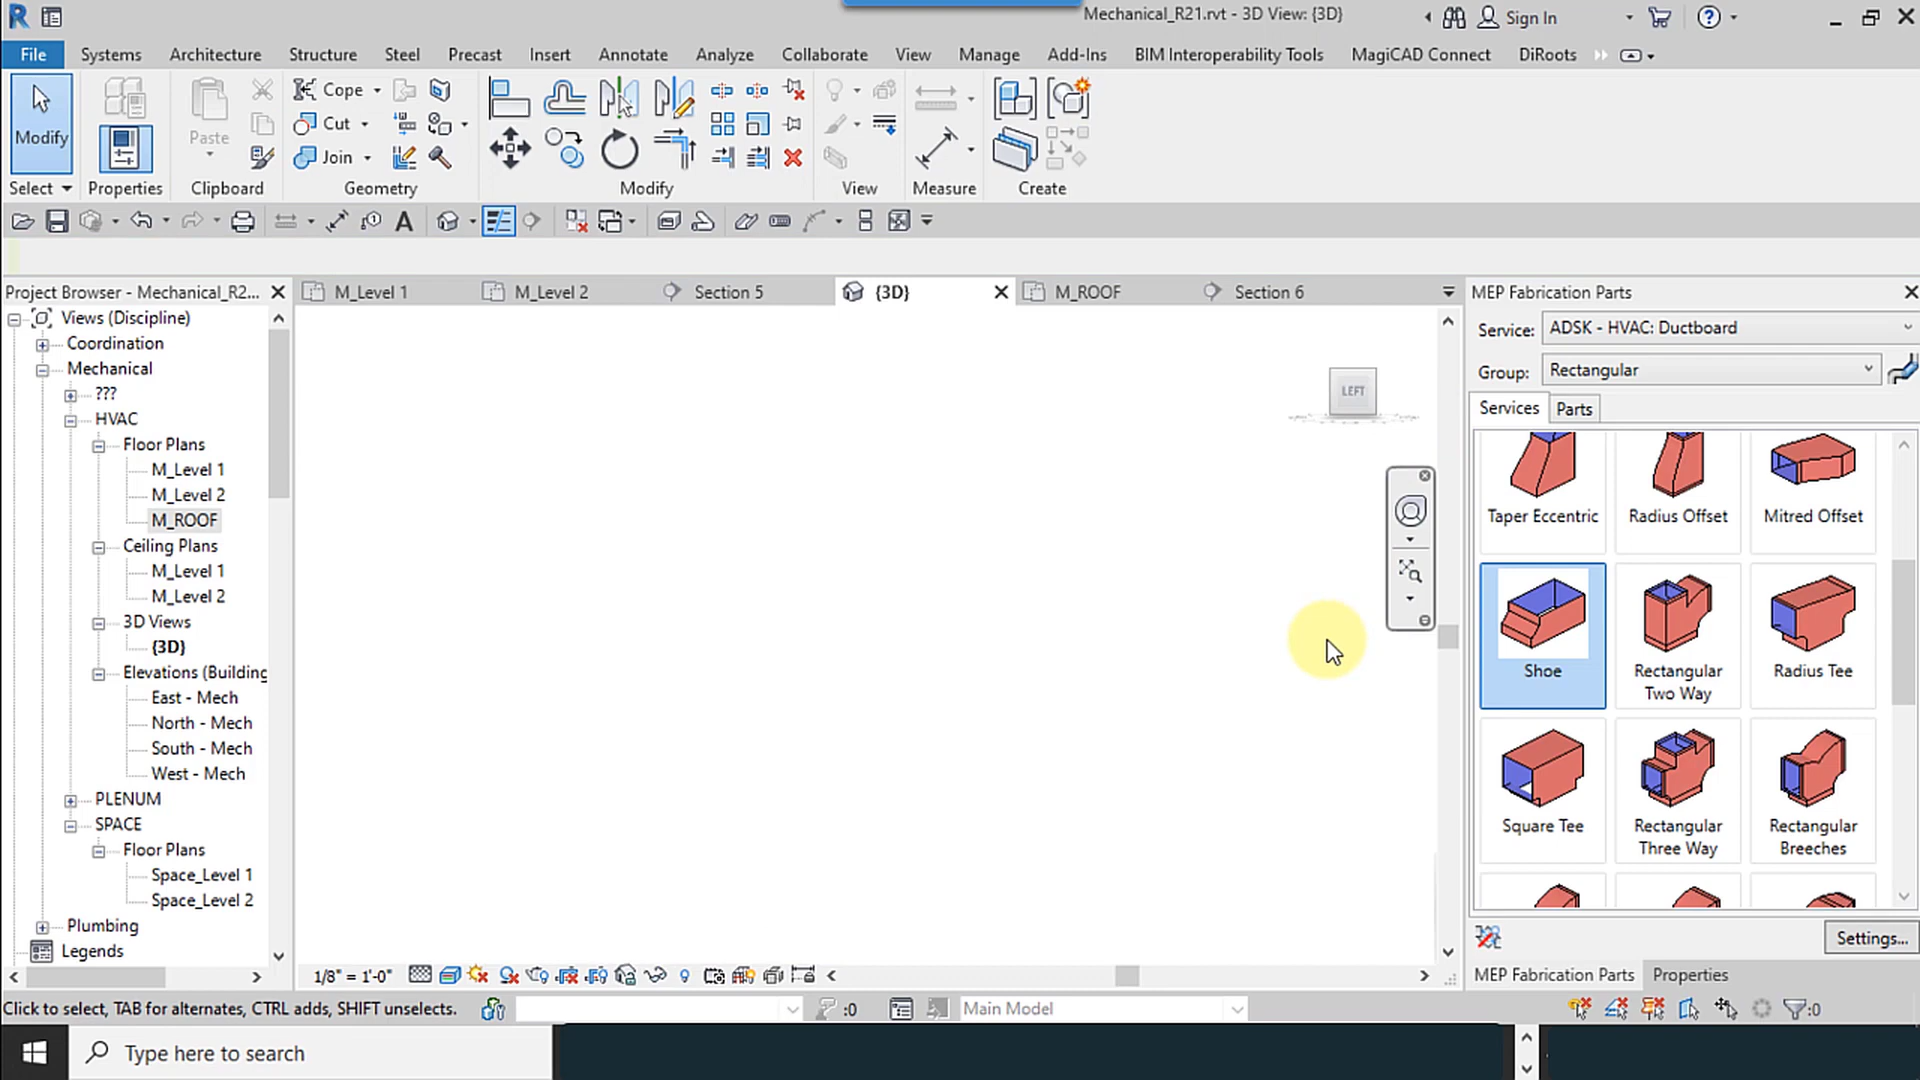 Mechanical_R21.rvt - 3D View: {3D}
Sign In
File
Systems
Architecture
Structure
Steel
Precast
Insert
Annotate
Analyze
Collaborate
View
Manage
Add-Ins
BIM Interoperability Tools
MagiCAD Connect
DiRoots
Modify
Paste
Cope
Cut
Join
Select
Properties
Clipboard
Geometry
Modify
View
Measure
Create
Project Browser - Mechanical_R2...
M_Level 1
M_Level 2
Section 5
{3D}
M_ROOF
Section 6
MEP Fabrication Parts
Views (Discipline)
Coordination
Mechanical
???
HVAC
Floor Plans
M_Level 1
M_Level 2
M_ROOF
Ceiling Plans
M_Level 1
M_Level 2
3D Views
{3D}
Elevations (Building
East - Mech
North - Mech
South - Mech
West - Mech
PLENUM
SPACE
Floor Plans
Space_Level 1
Space_Level 2
Plumbing
Legends
LEFT
Service: ADSK - HVAC: Ductboard
Group: Rectangular
Services
Parts
Taper Eccentric
Radius Offset
Mitred Offset
Shoe
Rectangular
Two Way
Radius Tee
Square Tee
Rectangular
Three Way
Rectangular
Breeches
Settings...
MEP Fabrication Parts
Properties
1/8" = 1'-0"
Click to select, TAB for alternates, CTRL adds, SHIFT unselects.
:0
Main Model
:0
Type here to search